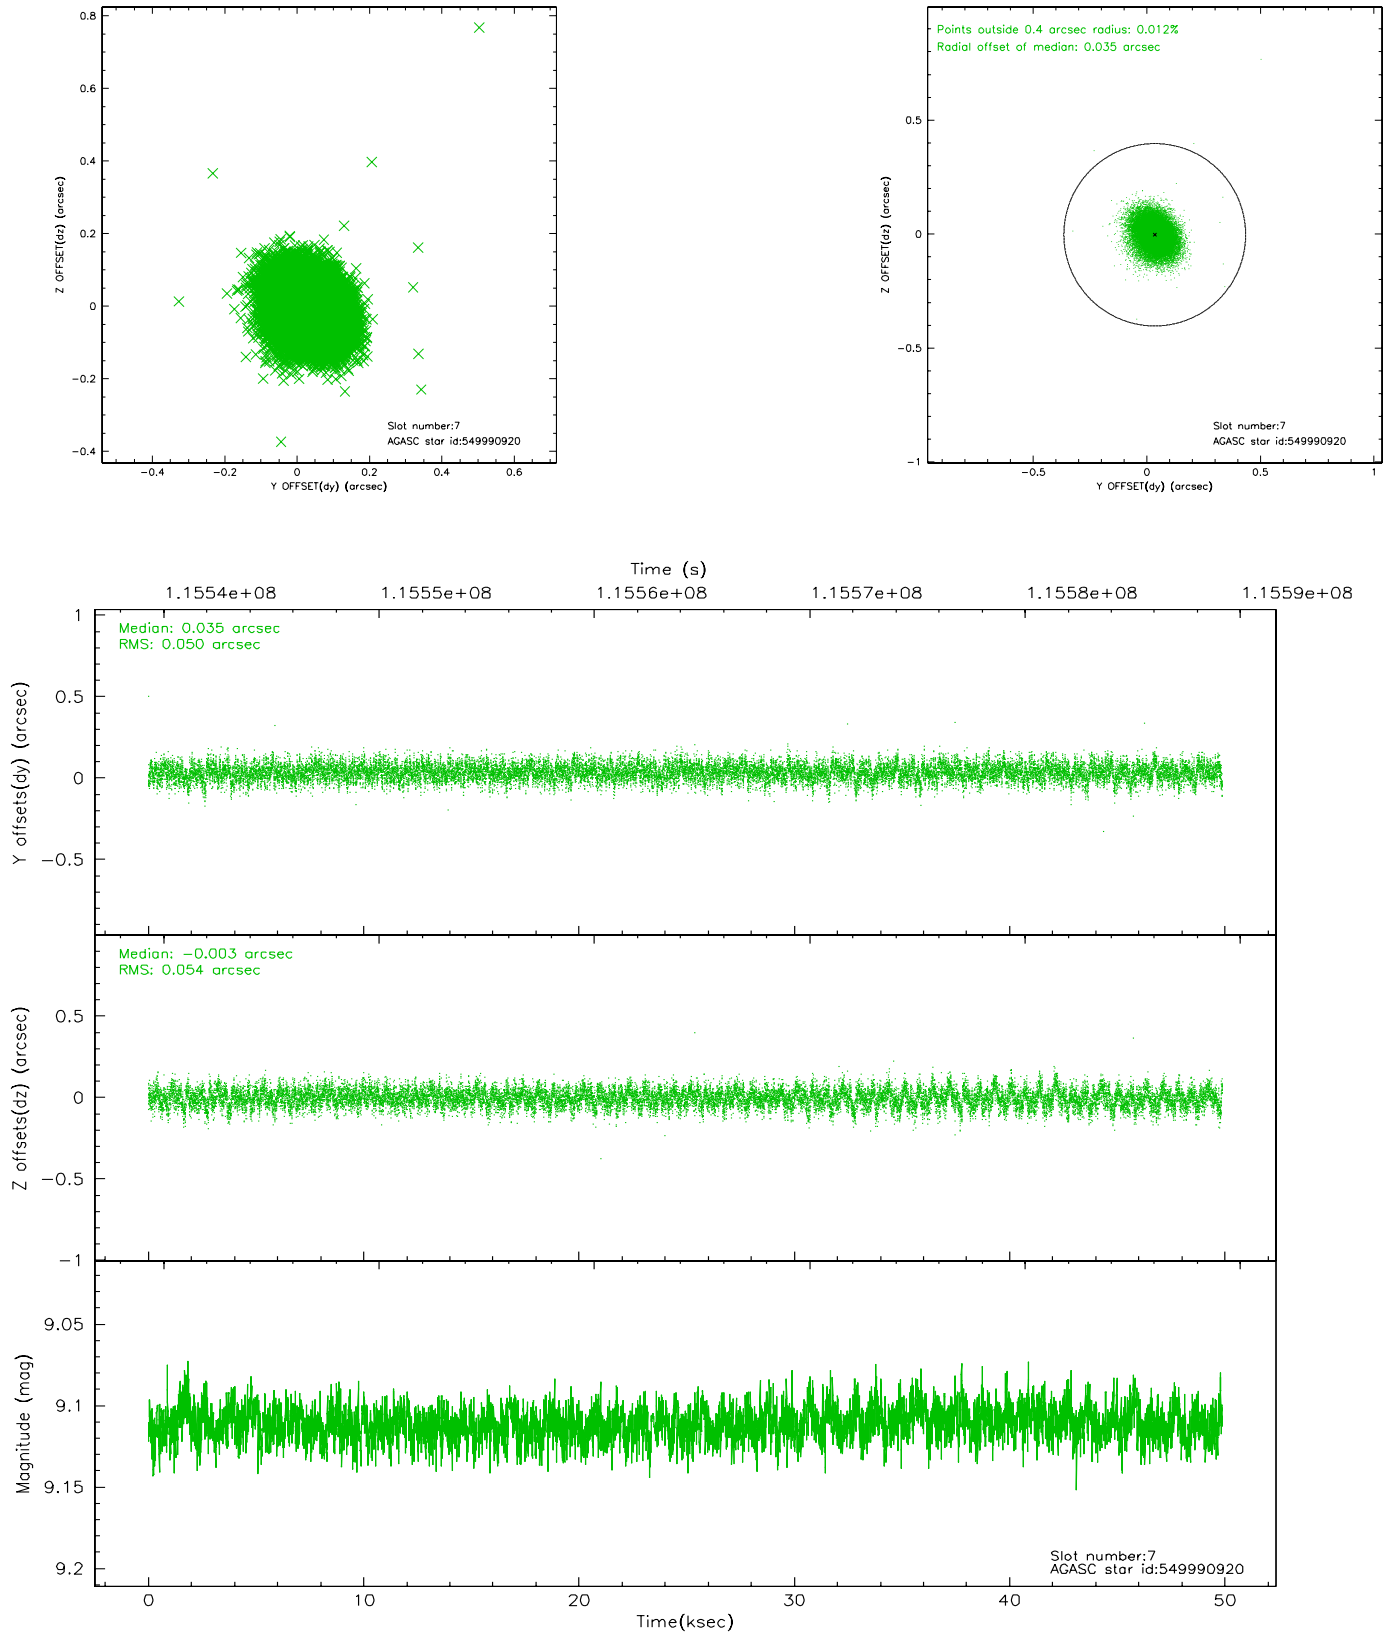 0.8
0.6
0.4
0.2
0
−0.2
−0.4
Z OFFSET(dz) (arcsec)
−0.4 −0.2 0 0.2 0.4 0.6
Y OFFSET(dy) (arcsec)
Slot number:7
AGASC star id:549990920
Points outside 0.4 arcsec radius: 0.012%
Radial offset of median: 0.035 arcsec
0.5
0
−0.5
−1
Z OFFSET(dz) (arcsec)
−0.5 0 0.5 1
Y OFFSET(dy) (arcsec)
Slot number:7
AGASC star id:549990920
Time (s)
1.1554e+08 1.1555e+08 1.1556e+08 1.1557e+08 1.1558e+08 1.1559e+08
Median: 0.035 arcsec
RMS: 0.050 arcsec
1
0.5
0
−0.5
Y offsets(dy) (arcsec)
Median: −0.003 arcsec
RMS: 0.054 arcsec
0.5
0
−0.5
−1
Z offsets(dz) (arcsec)
9.05
9.1
9.15
9.2
Magnitude (mag)
Slot number:7
AGASC star id:549990920
0 10 20 30 40 50
Time(ksec)